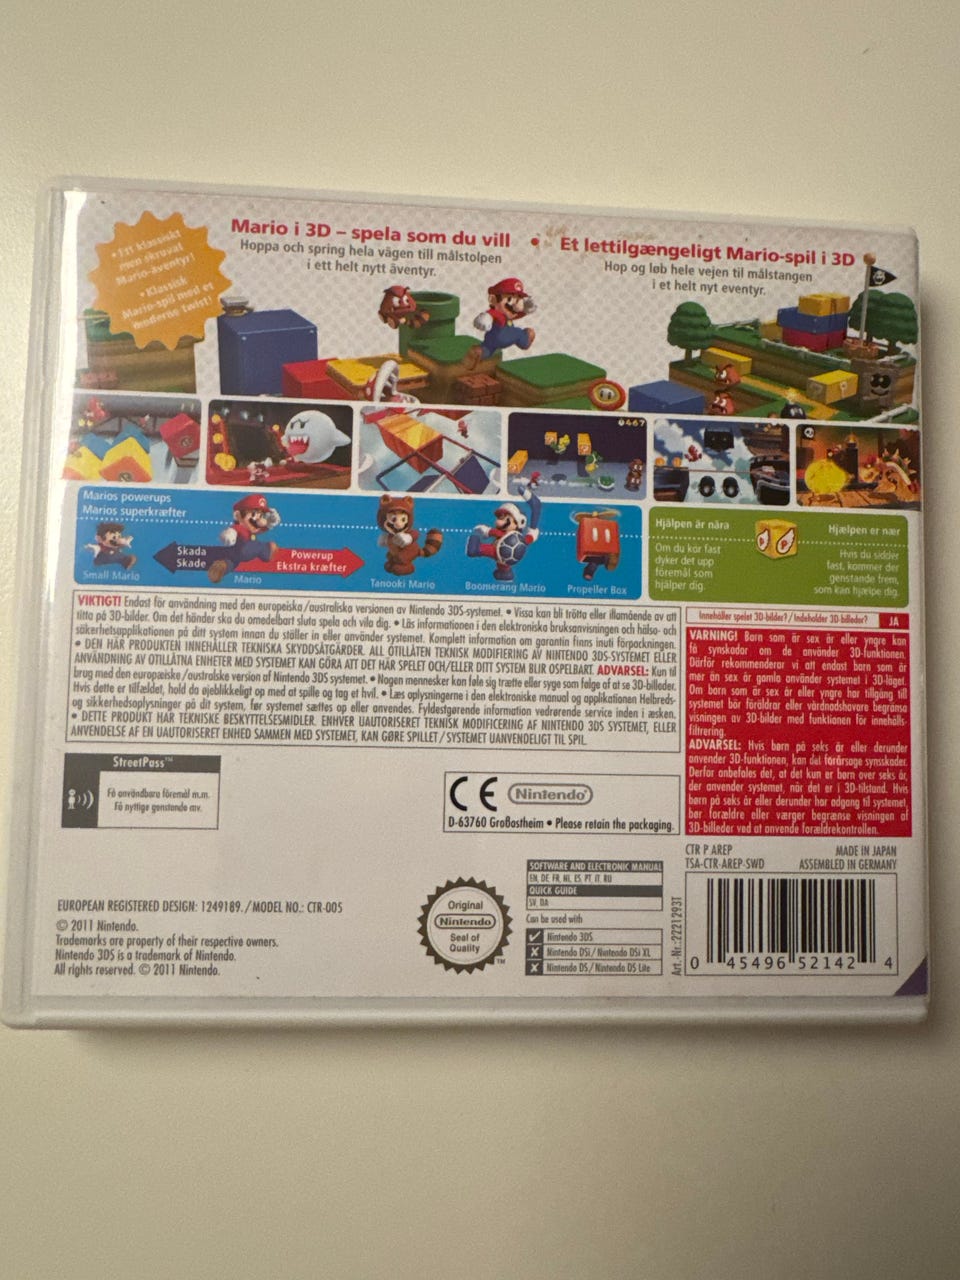 • Ett klassiskt
men skruvat
Mario-äventyr!
• Klassisk
Mario-spil med et
moderne twist!
Mario i 3D – spela som du vill
Hoppa och spring hela vägen till målstolpen
i ett helt nytt äventyr.
•
Et lettilgængeligt Mario-spil i 3D
Hop og løb hele vejen til målstangen
i et helt nyt eventyr.
467
Marios powerups
Marios superkræfter
Small Mario
Skada
Skade
Mario
Powerup
Ekstra kræfter
Tanooki Mario
Boomerang Mario
Propeller Box
Hjälpen är nära
Om du kör fast
dyker det upp
föremål som
hjälper dig.
Hjælpen er nær
Hvis du sidder
fast, kommer der
genstande frem,
som kan hjælpe dig.
VIKTIGT! Endast för användning med den europeiska/australiska versionen av Nintendo 3DS-systemet. • Vissa kan bli trötta eller illamående av att
titta på 3D-bilder. Om det händer ska du omedelbart sluta spela och vila dig. • Läs informationen i den elektroniska bruksanvisningen och hälso- och
säkerhetsapplikationen på ditt system innan du ställer in eller använder systemet. Komplett information om garantin finns inuti förpackningen.
• DEN HÄR PRODUKTEN INNEHÅLLER TEKNISKA SKYDDSÅTGÄRDER. ALL OTILLÅTEN TEKNISK MODIFIERING AV NINTENDO 3DS-SYSTEMET ELLER
ANVÄNDNING AV OTILLÅTNA ENHETER MED SYSTEMET KAN GÖRA ATT DET HÄR SPELET OCH/ELLER DITT SYSTEM BLIR OSPELBART. ADVARSEL: Kun til
brug med den europæiske/australske version af Nintendo 3DS systemet. • Nogen mennesker kan føle sig trætte eller syge som følge af at se 3D-billeder.
Hvis dette er tilfældet, hold da øjeblikkeligt op med at spille og tag et hvil. • Læs oplysningerne i den elektroniske manual og applikationen Helbreds-
og sikkerhedsoplysninger på dit system, før systemet sættes op eller anvendes. Fyldestgørende information vedrørende service inden i æsken.
• DETTE PRODUKT HAR TEKNISKE BESKYTTELSESMIDLER. ENHVER UAUTORISERET TEKNISK MODIFICERING AF NINTENDO 3DS SYSTEMET, ELLER
ANVENDELSE AF EN UAUTORISERET ENHED SAMMEN MED SYSTEMET, KAN GØRE SPILLET/SYSTEMET UANVENDELIGT TIL SPIL.
Innehåller spelet 3D-bilder?/Indeholder 3D-billeder? JA
VARNING! Barn som är sex år eller yngre kan
få synskador om de använder 3D-funktionen.
Därför rekommenderar vi att endast barn som är
mer än sex år gamla använder systemet i 3D-läget.
Om barn som är sex år eller yngre har tillgång till
systemet bör föräldrar eller vårdnadshavare begränsa
visningen av 3D-bilder med funktionen för innehålls-
filtrering.
ADVARSEL: Hvis børn på seks år eller derunder
anvender 3D-funktionen, kan det forårsage synsskader.
Derfor anbefales det, at det kun er børn over seks år,
der anvender systemet, når det er i 3D-tilstand. Hvis
børn på seks år eller derunder har adgang til systemet,
bør forældre eller værger begrænse visningen af
3D-billeder ved at anvende forældrekontrollen.
StreetPass™
Få användbara föremål m.m.
Få nyttige genstande mv.
CE Nintendo®
D-63760 Großostheim • Please retain the packaging.
CTR P AREP
TSA-CTR-AREP-SWD
MADE IN JAPAN
ASSEMBLED IN GERMANY
EUROPEAN REGISTERED DESIGN: 1249189./MODEL NO.: CTR-005
© 2011 Nintendo.
Trademarks are property of their respective owners.
Nintendo 3DS is a trademark of Nintendo.
All rights reserved. © 2011 Nintendo.
Original
Nintendo
Seal of
Quality
TM
SOFTWARE AND ELECTRONIC MANUAL
EN, DE, FR, NL, ES, PT, IT, RU
QUICK GUIDE
SV, DA
Can be used with
Nintendo 3DS
Nintendo DSi/Nintendo DSi XL
Nintendo DS/Nintendo DS Lite
Art.-Nr.:2221293T
0 45496 52142 4